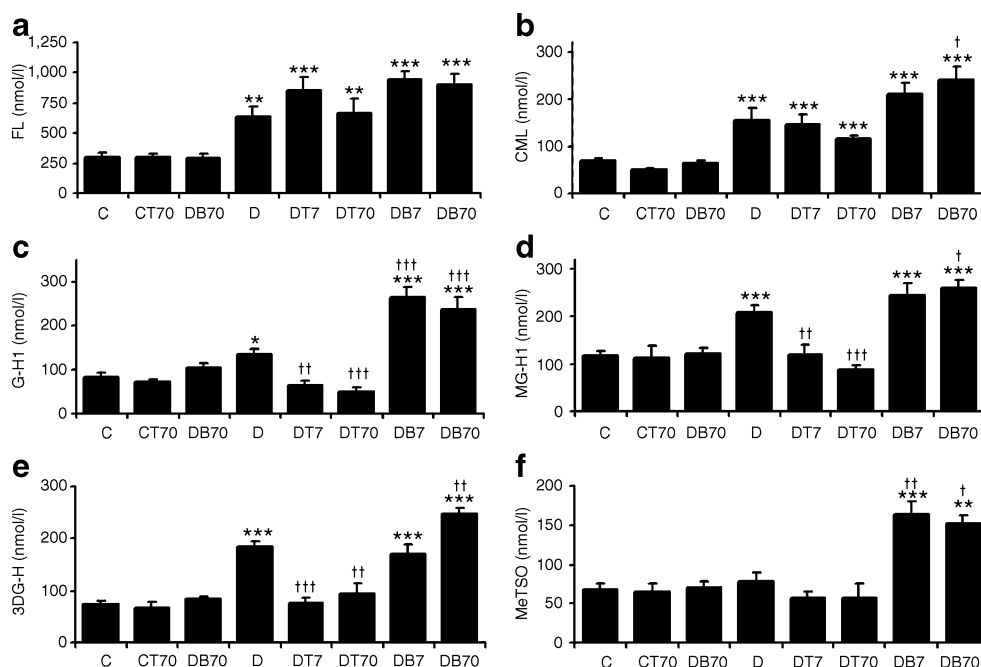 a
1,250
1,000
750
500
250
0
FL (nmol/l)
** *** ** *** ***
C CT70 DB70 D DT7 DT70 DB7 DB70
b
300
200
100
0
CML (nmol/l)
†
*** *** *** *** ***
C CT70 DB70 D DT7 DT70 DB7 DB70
c
300
200
100
0
G-H1 (nmol/l)
* †† ††† ††† †††
*** ***
C CT70 DB70 D DT7 DT70 DB7 DB70
d
300
200
100
0
MG-H1 (nmol/l)
†
*** †† ††† *** ***
C CT70 DB70 D DT7 DT70 DB7 DB70
e
300
200
100
0
3DG-H (nmol/l)
††
*** ††† †† *** ***
C CT70 DB70 D DT7 DT70 DB7 DB70
f
200
150
100
50
0
MeTSO (nmol/l)
†† †
*** **
C CT70 DB70 D DT7 DT70 DB7 DB70